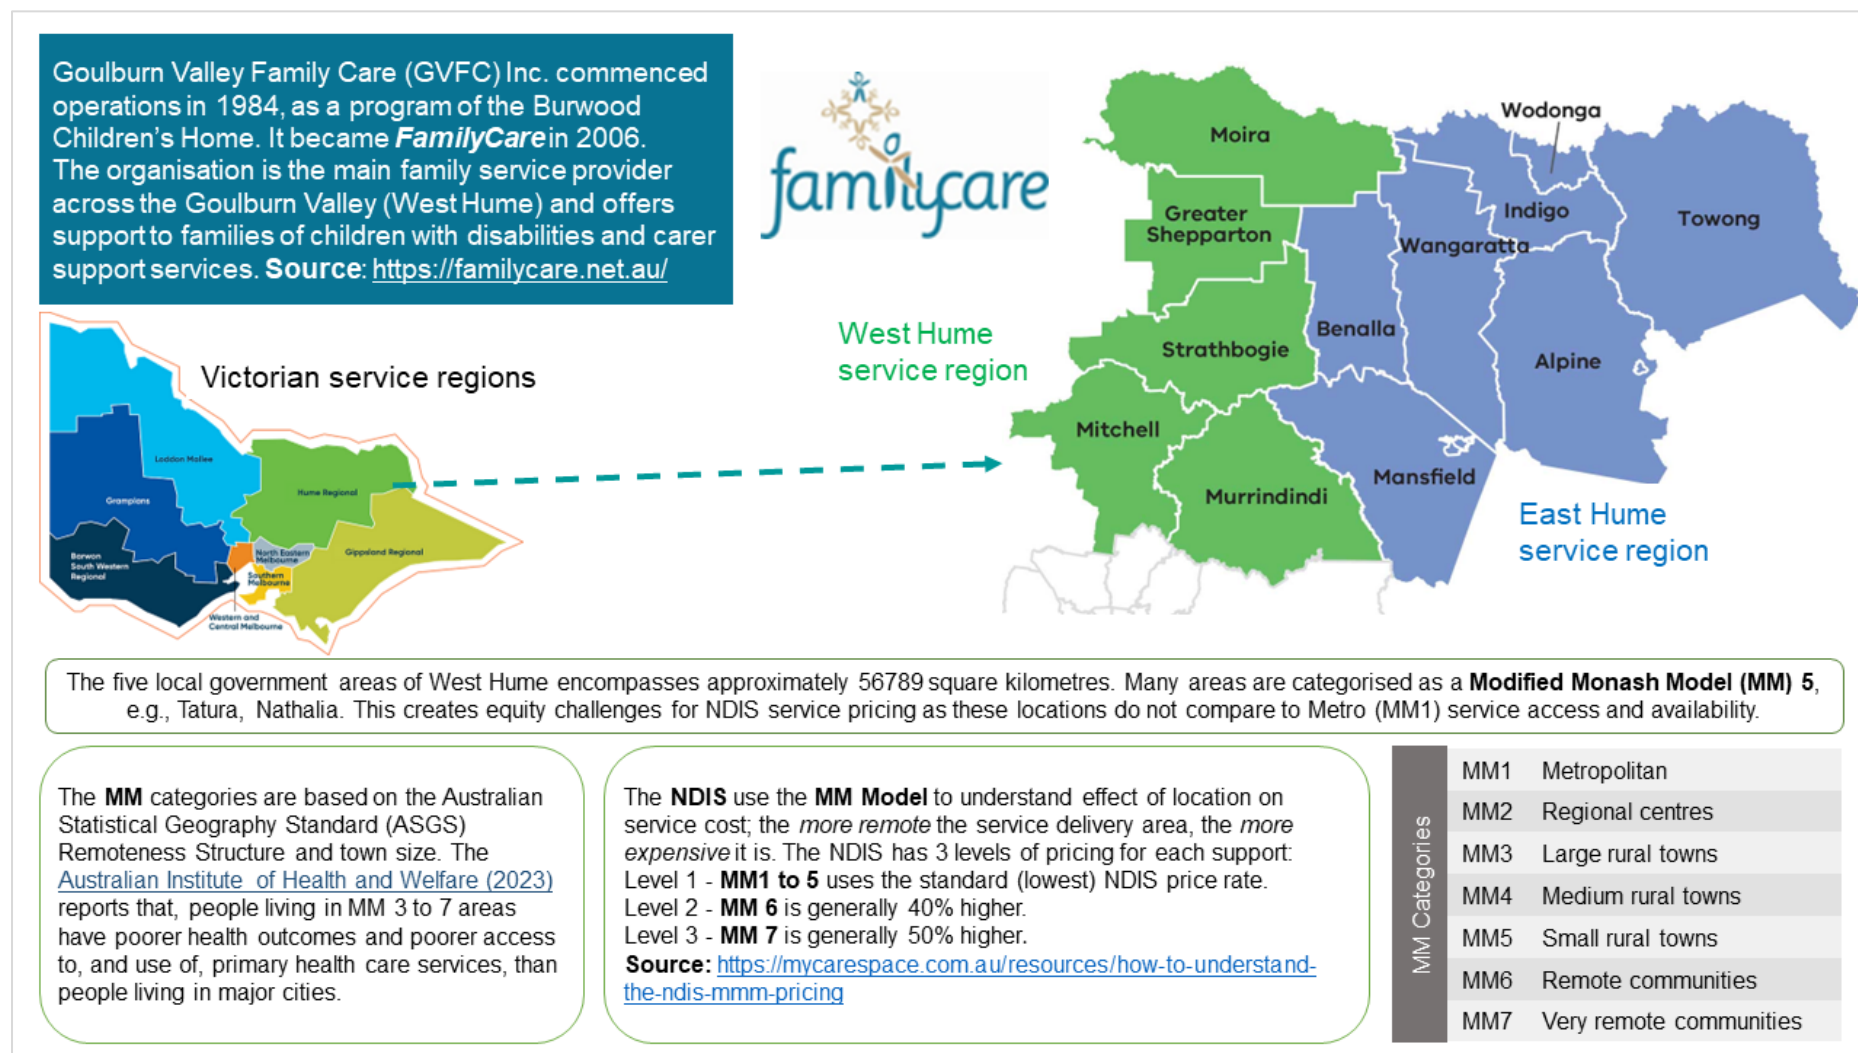 Goulburn Valley Family Care (GVFC) Inc. commenced
operations in 1984, as a program of the Burwood
Children's Home. It became FamilyCare in 2006.
The organisation is the main family service provider
across the Goulburn Valley (West Hume) and offers
support to families of children with disabilities and carer
support services. Source: https://familycare.net.au/
familycare
Moira
Wodonga
Greater
Shepparton
Indigo
Towong
Wangaratta
Benalla
Strathbogie
Alpine
Mitchell
Mansfield
Murrindindi
West Hume
service region
East Hume
service region
Victorian service regions
Loddon Mallee
Grampians
Hume Regional
Barwon
South Western
Regional
North Eastern
Melbourne
Gippsland Regional
Southern
Melbourne
Western and
Central Melbourne
The five local government areas of West Hume encompasses approximately 56789 square kilometres. Many areas are categorised as a Modified Monash Model (MM) 5,
e.g., Tatura, Nathalia. This creates equity challenges for NDIS service pricing as these locations do not compare to Metro (MM1) service access and availability.
The MM categories are based on the Australian
Statistical Geography Standard (ASGS)
Remoteness Structure and town size. The
Australian Institute of Health and Welfare (2023)
reports that, people living in MM 3 to 7 areas
have poorer health outcomes and poorer access
to, and use of, primary health care services, than
people living in major cities.
The NDIS use the MM Model to understand effect of location on
service cost; the more remote the service delivery area, the more
expensive it is. The NDIS has 3 levels of pricing for each support:
Level 1 - MM1 to 5 uses the standard (lowest) NDIS price rate.
Level 2 - MM 6 is generally 40% higher.
Level 3 - MM 7 is generally 50% higher.
Source: https://mycarespace.com.au/resources/how-to-understand-
the-ndis-mmm-pricing
MM Categories
MM1 Metropolitan
MM2 Regional centres
MM3 Large rural towns
MM4 Medium rural towns
MM5 Small rural towns
MM6 Remote communities
MM7 Very remote communities